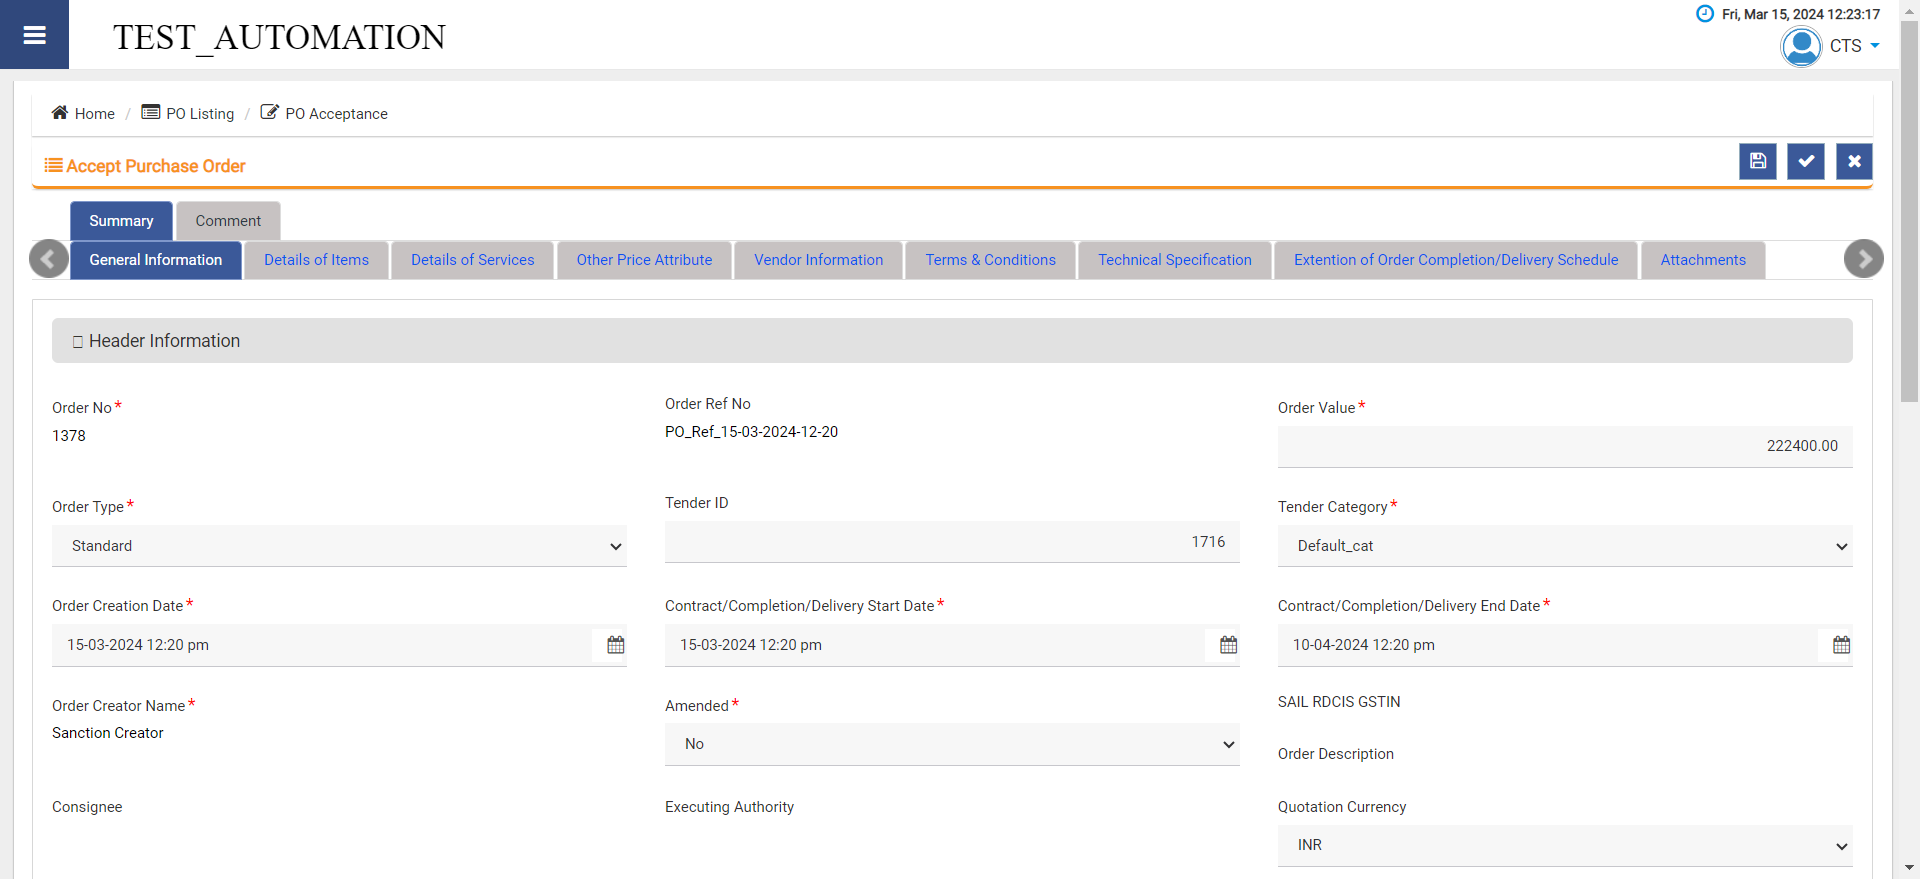 Fri, Mar 15, 2024 12:23:17
TEST_AUTOMATION
CTS
Home / PO Listing / PO Acceptance
Accept Purchase Order
Summary Comment
General Information Details of Items Details of Services Other Price Attribute Vendor Information Terms & Conditions Technical Specification Extention of Order Completion/Delivery Schedule Attachments
Header Information
Order No* Order Ref No Order Value*
1378 PO_Ref_15-03-2024-12-20 222400.00
Order Type* Tender ID Tender Category*
Standard 1716 Default_cat
Order Creation Date* Contract/Completion/Delivery Start Date* Contract/Completion/Delivery End Date*
15-03-2024 12:20 pm 15-03-2024 12:20 pm 10-04-2024 12:20 pm
Order Creator Name* Amended* SAIL RDCIS GSTIN
Sanction Creator No
Order Description
Consignee Executing Authority Quotation Currency
INR